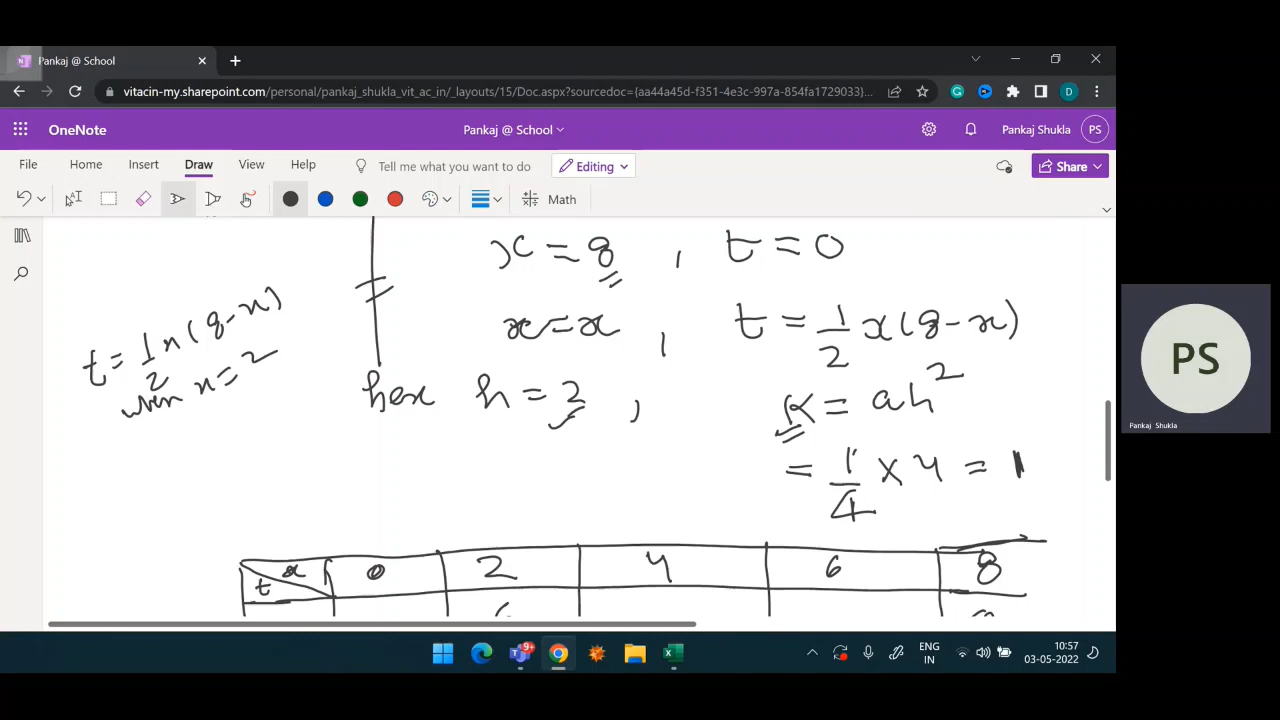 Pankaj @ School
vitacin-my.sharepoint.com/personal/pankaj_shukla_vit_ac_in/_layouts/15/Doc.aspx?sourcedoc={aa44a45d-f351-4e3c-997a-854fa1729033}...
D
OneNote
Pankaj @ School
Pankaj Shukla
PS
File
Home
Insert
Draw
View
Help
Tell me what you want to do
Editing
Share
Math
x = 8 , t = 0
x = x , t = 1/2 x(8-x)
t = 1/2 x(8-x)
when x = 2
here h = 2 , K = ah^2
= 1/4 × 4 = 1
x 0 2 4 6 8
t
PS
Pankaj Shukla
9+
ENG
IN
10:57
03-05-2022